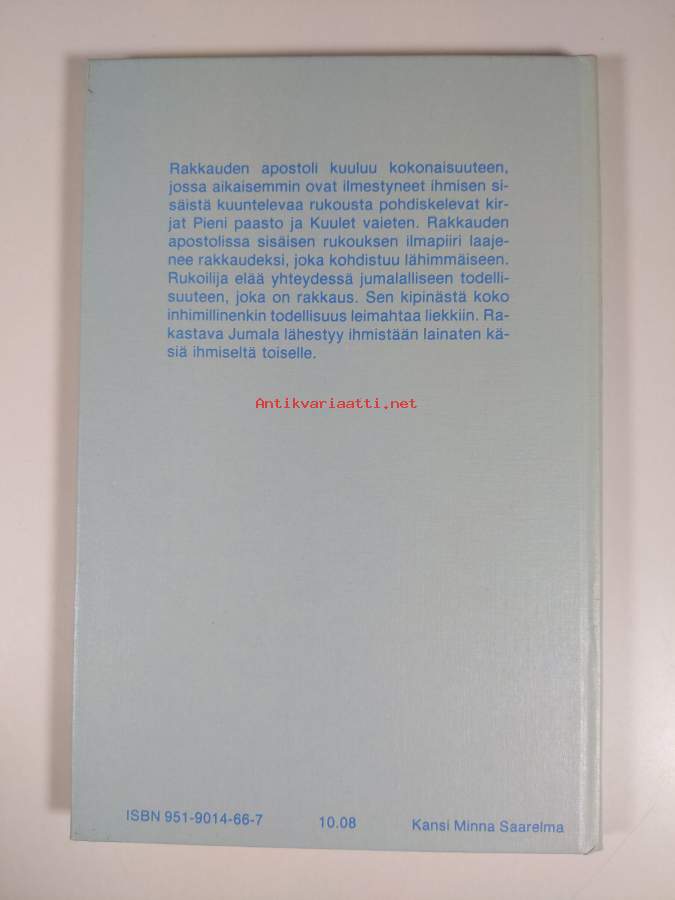 Rakkauden apostoli kuuluu kokonaisuuteen,
jossa aikaisemmin ovat ilmestyneet ihmisen si-
säistä kuuntelevaa rukousta pohdiskelevat kir-
jat Pieni paasto ja Kuulet vaieten. Rakkauden
apostolissa sisäisen rukouksen ilmapiiri laaje-
nee rakkaudeksi, joka kohdistuu lähimmäiseen.
Rukoilija elää yhteydessä jumalalliseen todelli-
suuteen, joka on rakkaus. Sen kipinästä koko
inhimillinenkin todellisuus leimahtaa liekkiin. Ra-
kastava Jumala lähestyy ihmistään lainaten kä-
siä ihmiseltä toiselle.
Antikvariaatti.net
ISBN 951-9014-66-7 10.08 Kansi Minna Saarelma